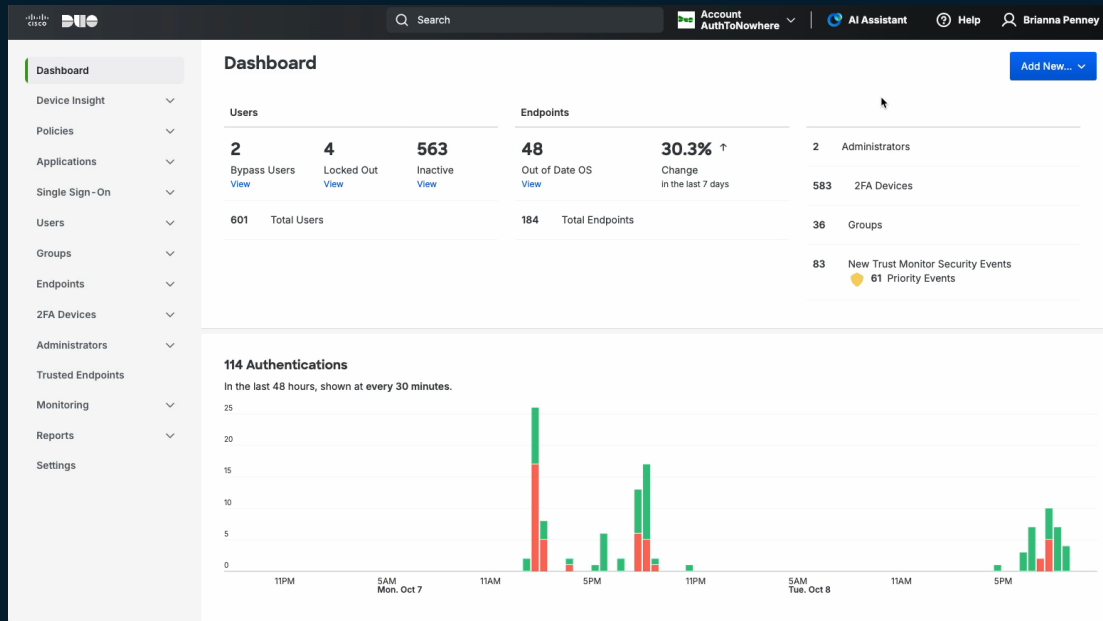 CISCO DUO
Search
Account
AuthToNowhere
AI Assistant
Help
Brianna Penney
Dashboard
Device Insight
Policies
Applications
Single Sign-On
Users
Groups
Endpoints
2FA Devices
Administrators
Trusted Endpoints
Monitoring
Reports
Settings
Dashboard
Add New...
Users
2
Bypass Users
View
4
Locked Out
View
563
Inactive
View
601 Total Users
Endpoints
48
Out of Date OS
View
30.3% ↑
Change
in the last 7 days
184 Total Endpoints
2 Administrators
583 2FA Devices
36 Groups
83 New Trust Monitor Security Events
61 Priority Events
114 Authentications
In the last 48 hours, shown at every 30 minutes.
25
20
15
10
5
0
11PM
5AM
Mon. Oct 7
11AM
5PM
11PM
5AM
Tue. Oct 8
11AM
5PM